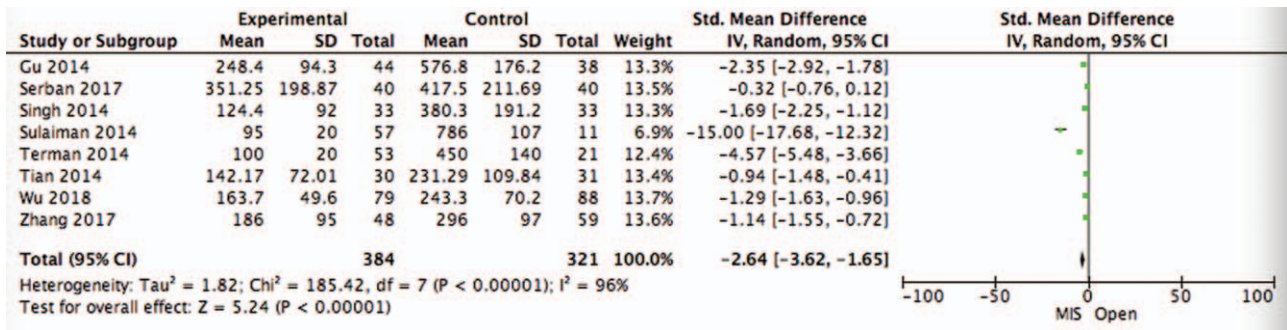 Experimental Control Std. Mean Difference Std. Mean Difference
Study or Subgroup Mean SD Total Mean SD Total Weight IV, Random, 95% CI IV, Random, 95% CI
Gu 2014 248.4 94.3 44 576.8 176.2 38 13.3% -2.35 [-2.92, -1.78]
Serban 2017 351.25 198.87 40 417.5 211.69 40 13.5% -0.32 [-0.76, 0.12]
Singh 2014 124.4 92 33 380.3 191.2 33 13.3% -1.69 [-2.25, -1.12]
Sulaiman 2014 95 20 57 786 107 11 6.9% -15.00 [-17.68, -12.32]
Terman 2014 100 20 53 450 140 21 12.4% -4.57 [-5.48, -3.66]
Tian 2014 142.17 72.01 30 231.29 109.84 31 13.4% -0.94 [-1.48, -0.41]
Wu 2018 163.7 49.6 79 243.3 70.2 88 13.7% -1.29 [-1.63, -0.96]
Zhang 2017 186 95 48 296 97 59 13.6% -1.14 [-1.55, -0.72]
Total (95% CI) 384 321 100.0% -2.64 [-3.62, -1.65]
Heterogeneity: Tau² = 1.82; Chi² = 185.42, df = 7 (P < 0.00001); I² = 96%
Test for overall effect: Z = 5.24 (P < 0.00001)
-100 -50 0 50 100
MIS Open